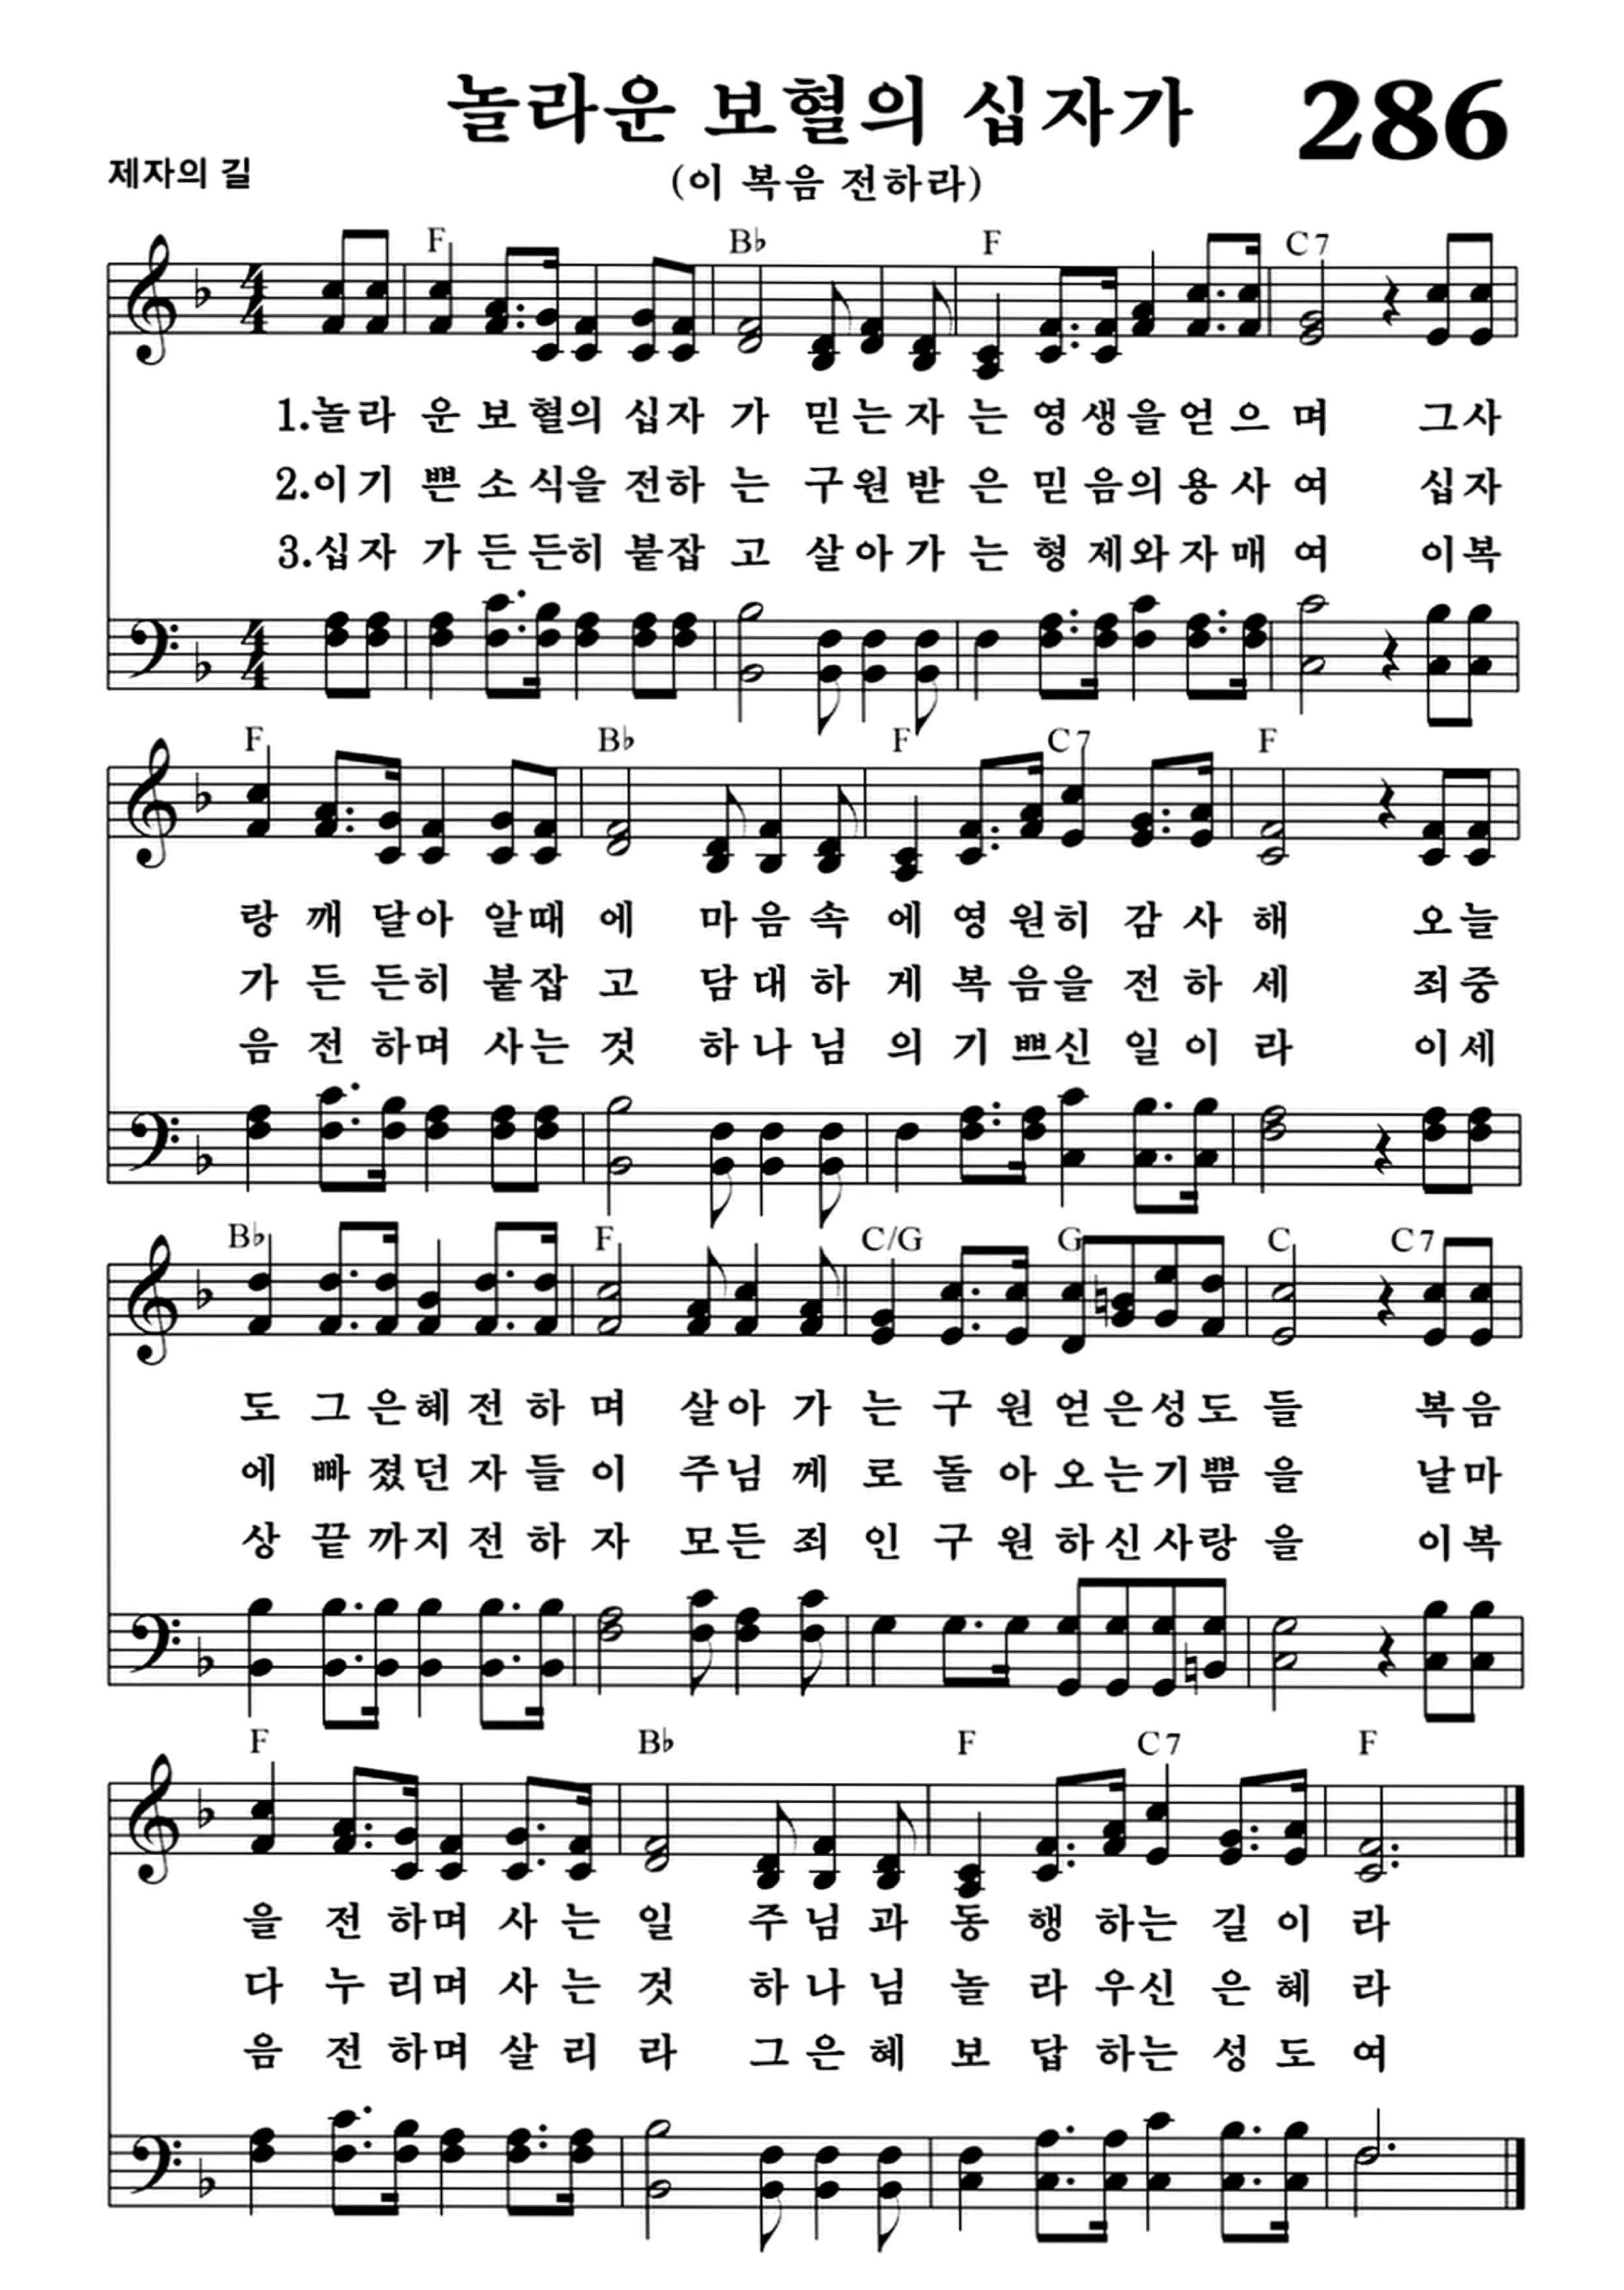 놀라운 보혈의 십자가 286
제자의 길
(이 복음 전하라)
F B♭ F C7
1.놀라 운 보 혈의 십자 가 믿는 자 는 영 생을 얻 으 며 그사
2.이기 쁜 소 식을 전하 는 구원 받 은 믿 음의 용 사 여 십자
3.십자 가 든 든히 붙잡 고 살아 가 는 형 제와 자 매 여 이복
F B♭ F C7 F
랑 깨 달아 알때 에 마음 속 에 영 원히 감 사 해 오늘
가 든 든히 붙잡 고 담대 하 게 복 음을 전 하 세 죄중
음 전 하며 사는 것 하나 님 의 기 쁘신 일 이 라 이세
B♭ F C/G G C C7
도 그 은혜 전 하 며 살아 가 는 구 원 얻은성도 들 복음
에 빠 졌던 자 들 이 주님 께 로 돌 아 오는기쁨 을 날마
상 끝 까지 전 하 자 모든 죄 인 구 원 하신사랑 을 이복
F B♭ F C7 F
을 전 하며 사 는 일 주님 과 동 행 하는 길 이 라
다 누 리며 사 는 것 하나 님 놀 라 우신 은 혜 라
음 전 하며 살 리 라 그은 혜 보 답 하는 성 도 여